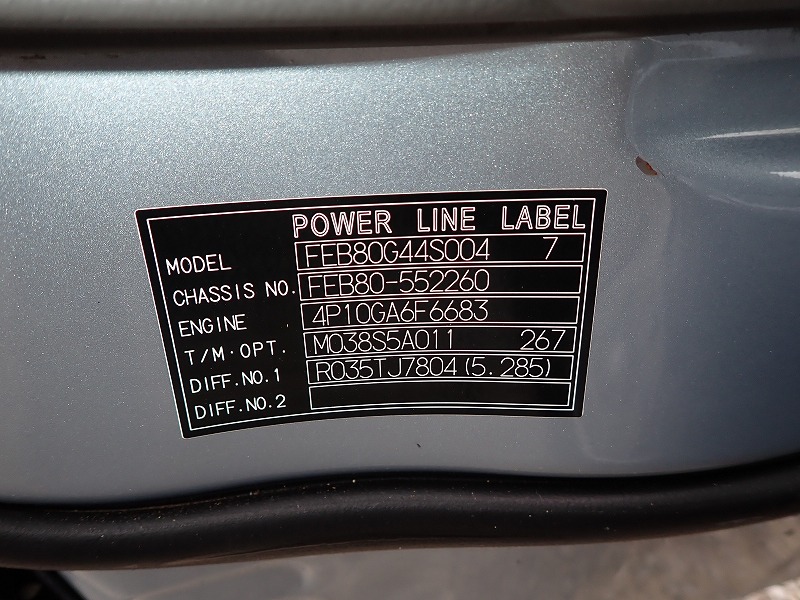 POWER LINE LABEL
MODEL FEB80G44S004 7
CHASSIS NO. FEB80-552260
ENGINE 4P10GA6F6683
T/M·OPT. M038S5A011 267
DIFF.NO.1 R035TJ7804(5.285)
DIFF.NO.2